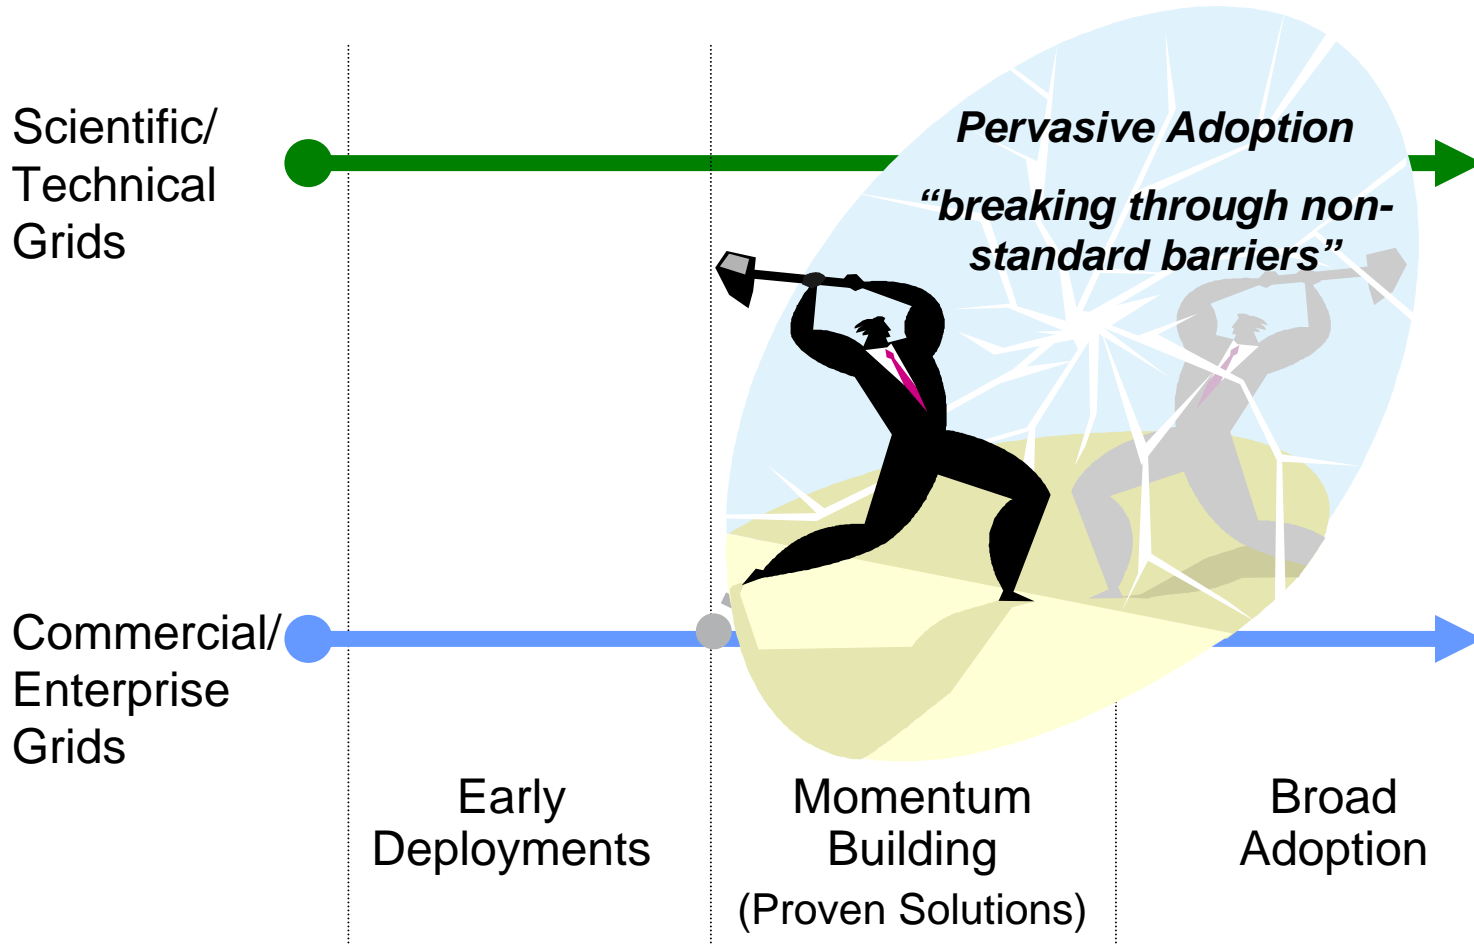 Scientific/
Technical
Grids
Pervasive Adoption
“breaking through non-
standard barriers”
Commercial/
Enterprise
Grids
Early
Deployments
Momentum
Building
(Proven Solutions)
Broad
Adoption